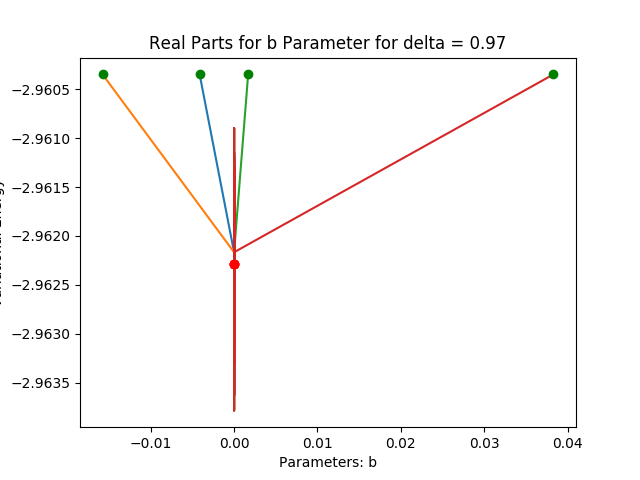 Real Parts for b Parameter for delta = 0.97
−2.9605
−2.9610
−2.9615
−2.9620
−2.9625
−2.9630
−2.9635
−0.01 0.00 0.01 0.02 0.03 0.04
Parameters: b